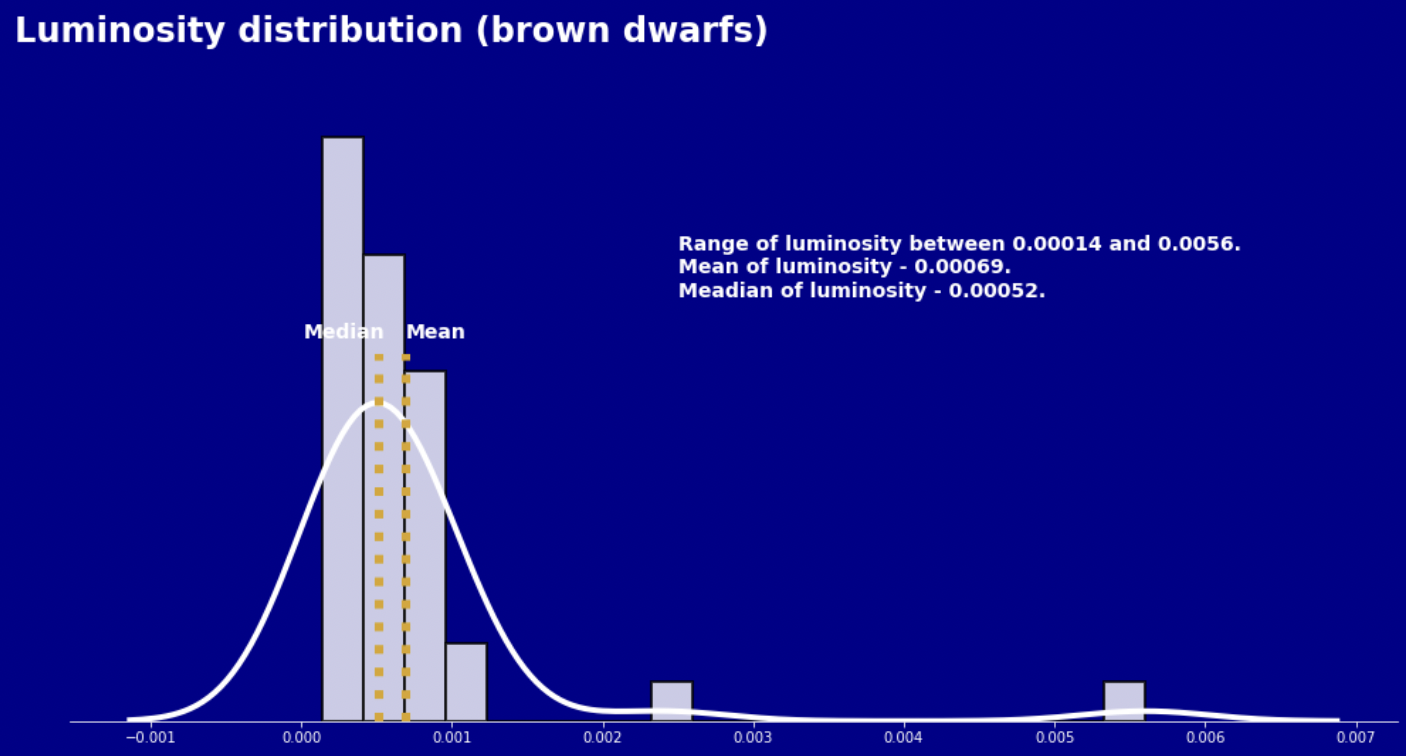 Luminosity distribution (brown dwarfs)
Range of luminosity between 0.00014 and 0.0056.
Mean of luminosity - 0.00069.
Meadian of luminosity - 0.00052.
Median Mean
−0.001 0.000 0.001 0.002 0.003 0.004 0.005 0.006 0.007